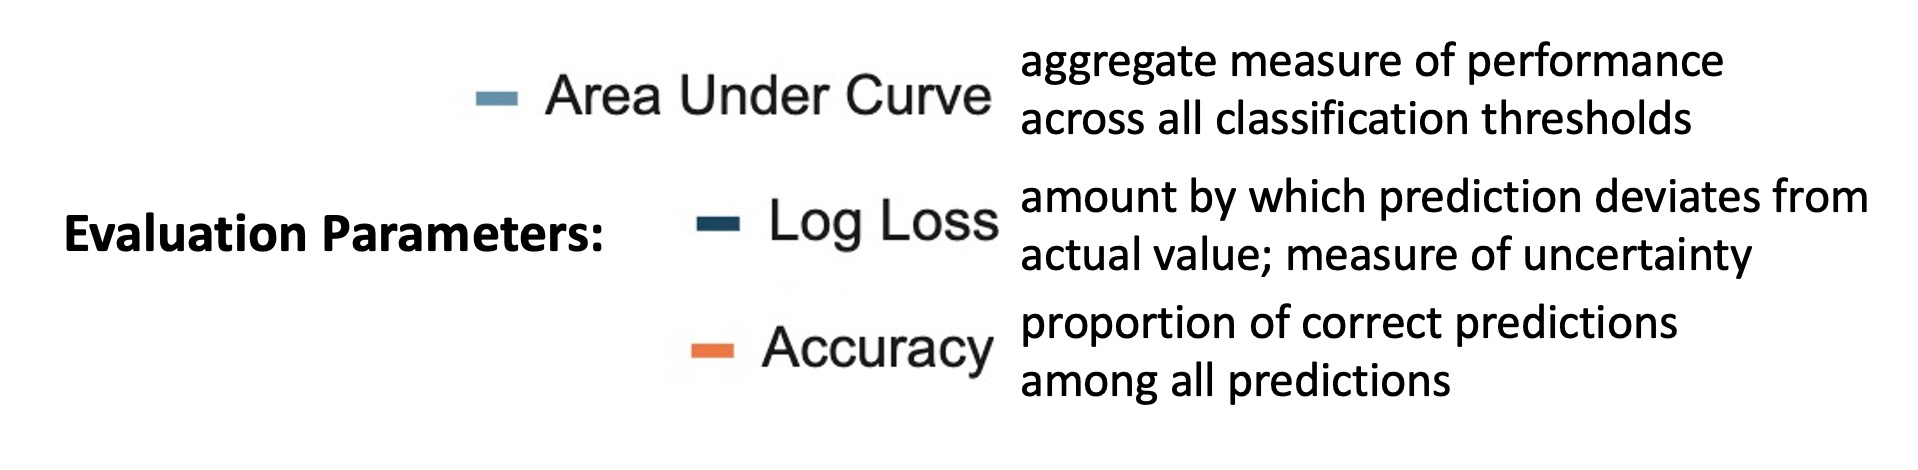 Area Under Curve
aggregate measure of performance
across all classification thresholds
Evaluation Parameters:
Log Loss
amount by which prediction deviates from
actual value; measure of uncertainty
Accuracy
proportion of correct predictions
among all predictions